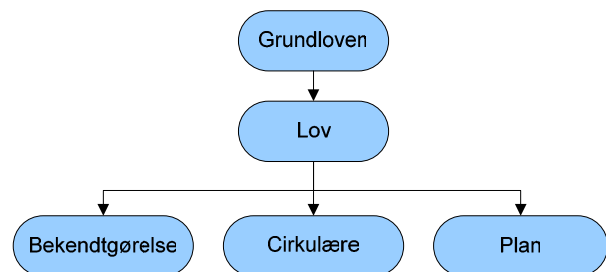 Grundloven
Lov
Bekendtgørelse
Cirkulære
Plan